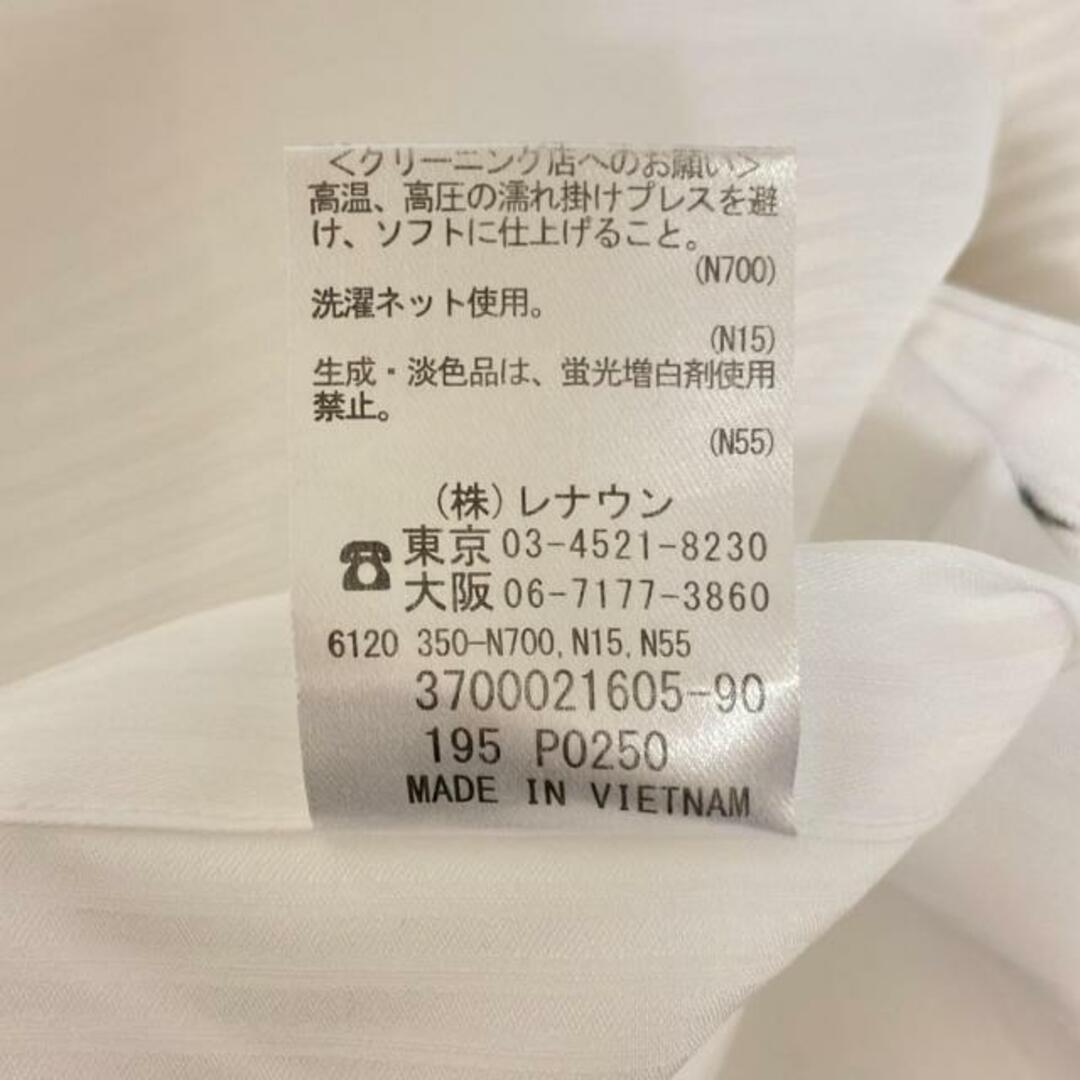 <クリーニング店へのお願い>
高温、高圧の濡れ掛けプレスを避
け、ソフトに仕上げること。
(N700)
洗濯ネット使用。
(N15)
生成・淡色品は、蛍光増白剤使用
禁止。
(N55)
(株)レナウン
☎東京 03-4521-8230
大阪 06-7177-3860
6120 350-N700, N15, N55
3700021605-90
195 P0250
MADE IN VIETNAM